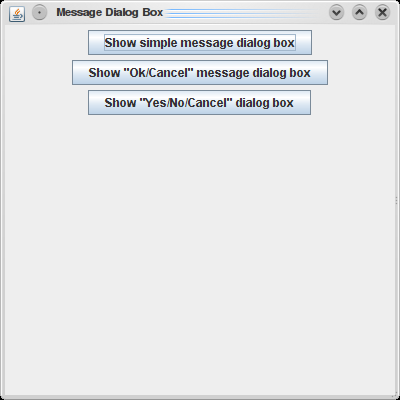 Message Dialog Box
Show simple message dialog box
Show "Ok/Cancel" message dialog box
Show "Yes/No/Cancel" dialog box